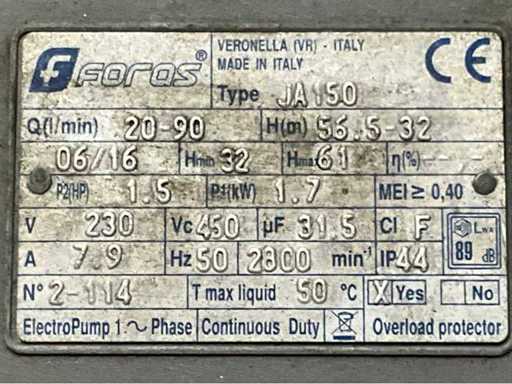 VERONELLA (VR) - ITALY
foras® MADE IN ITALY CE
Type JA150
Q(l/min) 20-90 H(m) 56.5-32
06/16 Hmin 32 Hmax 61 η(%) --,-
P2(HP) 1.5 P1(kW) 1.7 MEI ≥ 0,40
V 230 Vc 450 µF 31.5 Cl F LWA
A 7.9 Hz 50 2800 min⁻¹ IP44 89 dB
N° 2-114 T max liquid 50 °C X Yes No
ElectroPump 1~Phase Continuous Duty Overload protector